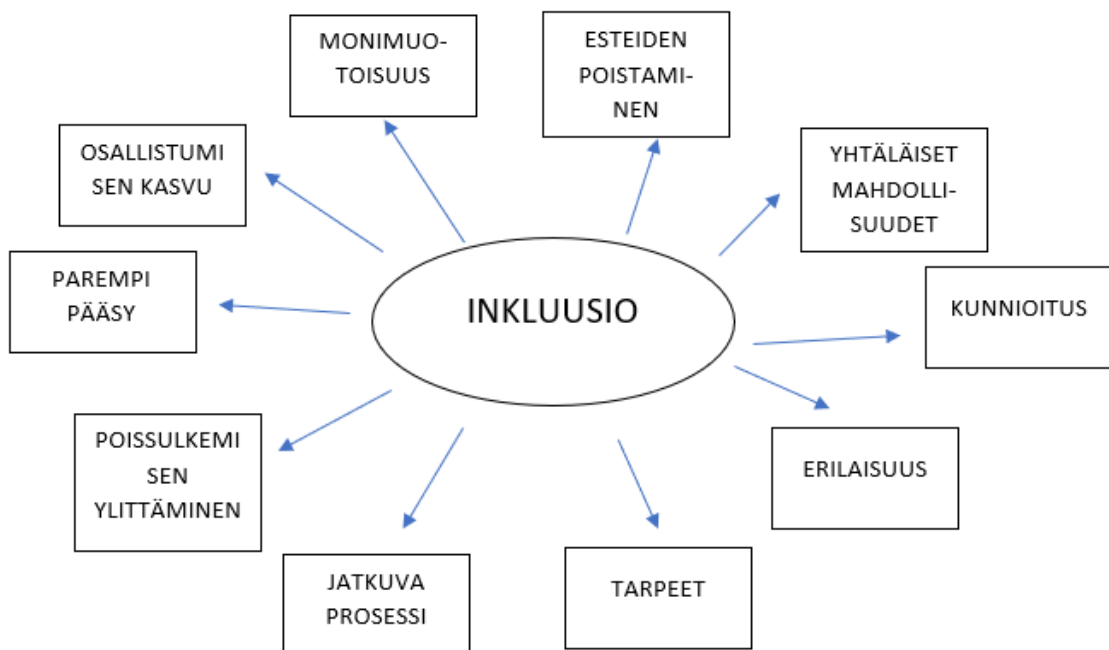 MONIMUO-
TOISUUS
ESTEIDEN
POISTAMI-
NEN
OSALLISTUMI
SEN KASVU
YHTÄLÄISET
MAHDOLLI-
SUUDET
PAREMPI
PÄÄSY
INKLUUSIO
KUNNIOITUS
POISSULKEMI
SEN
YLITTÄMINEN
ERILAISUUS
JATKUVA
PROSESSI
TARPEET